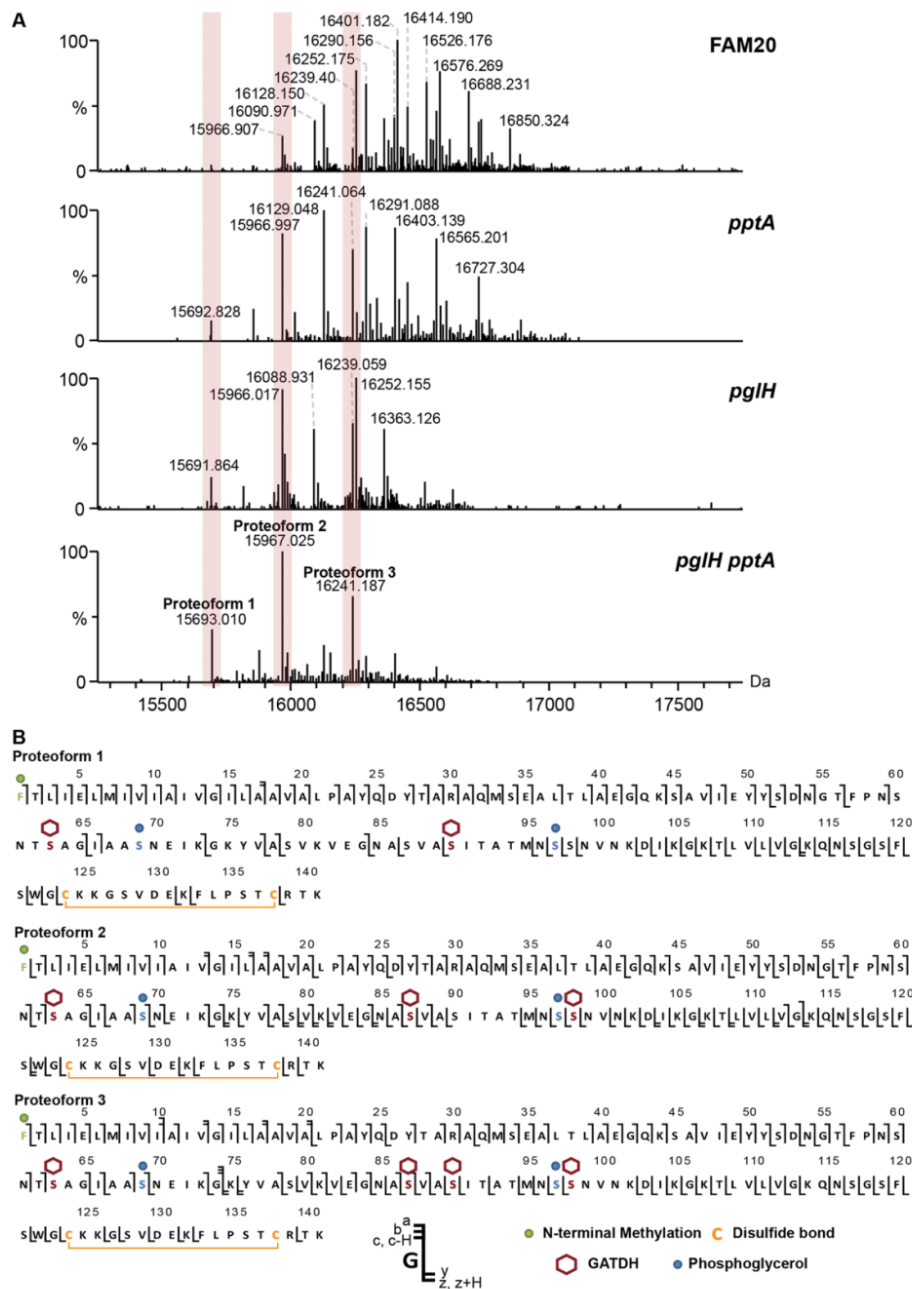 A
FAM20
16401.182
16414.190
16290.156
16526.176
16252.175
16576.269
16239.40
16688.231
16128.150
16090.971
16850.324
15966.907
100
%
0
pptA
16241.064
16129.048
16291.088
15966.997
16403.139
16565.201
16727.304
15692.828
100
%
0
pglH
16239.059
16088.931
16252.155
15966.017
16363.126
15691.864
100
%
0
pglH pptA
Proteoform 2
15967.025
Proteoform 3
16241.187
Proteoform 1
15693.010
100
%
0
Da
15500 16000 16500 17000 17500
B
Proteoform 1
5 10 15 20 25 30 35 40 45 50 55 60
F T L I E L M I V I A I V G I L A A V A L P A Y Q D Y T A R A Q M S E A L T L A E G Q K S A V I E Y Y S D N G T F P N S
65 70 75 80 85 30 95 100 105 110 115 120
N T S A G I A A S N E I K G K Y V A S V K V E G N A S V A S I T A T M N S S N V N K D I K G K T L V L V G K Q N S G S F
125 130 135 140
S W G C K K G S V D E K F L P S T C R T K
Proteoform 2
5 10 15 20 25 30 35 40 45 50 55 60
F T L I E L M I V I A I V G I L A A V A L P A Y Q D Y T A R A Q M S E A L T L A E G Q K S A V I E Y Y S D N G T F P N S
65 70 75 80 85 90 95 100 105 110 115 120
N T S A G I A A S N E I K G K Y V A S V K V E G N A S V A S I T A T M N S S N V N K D I K G K T L V L V G K Q N S G S F
125 130 135 140
S W G C K K G S V D E K F L P S T C R T K
Proteoform 3
5 10 15 20 25 30 35 40 45 50 55 60
F T L I E L M I V I A I V G I L A A V A L P A Y Q D Y T A R A Q M S E A L T L A E G Q K S A V I E Y Y S D N G T F P N S
65 70 75 80 85 30 95 100 105 110 115 120
N T S A G I A A S N E I K G K Y V A S V K V E G N A S V A S I T A T M N S S N V N K D I K G K T L V L V G K Q N S G S F
125 130 135 140
S W G C K K G S V D E K F L P S T C R T K
a
b
c, c-H
G
y
z, z+H
N-terminal Methylation
C Disulfide bond
GATDH
Phosphoglycerol